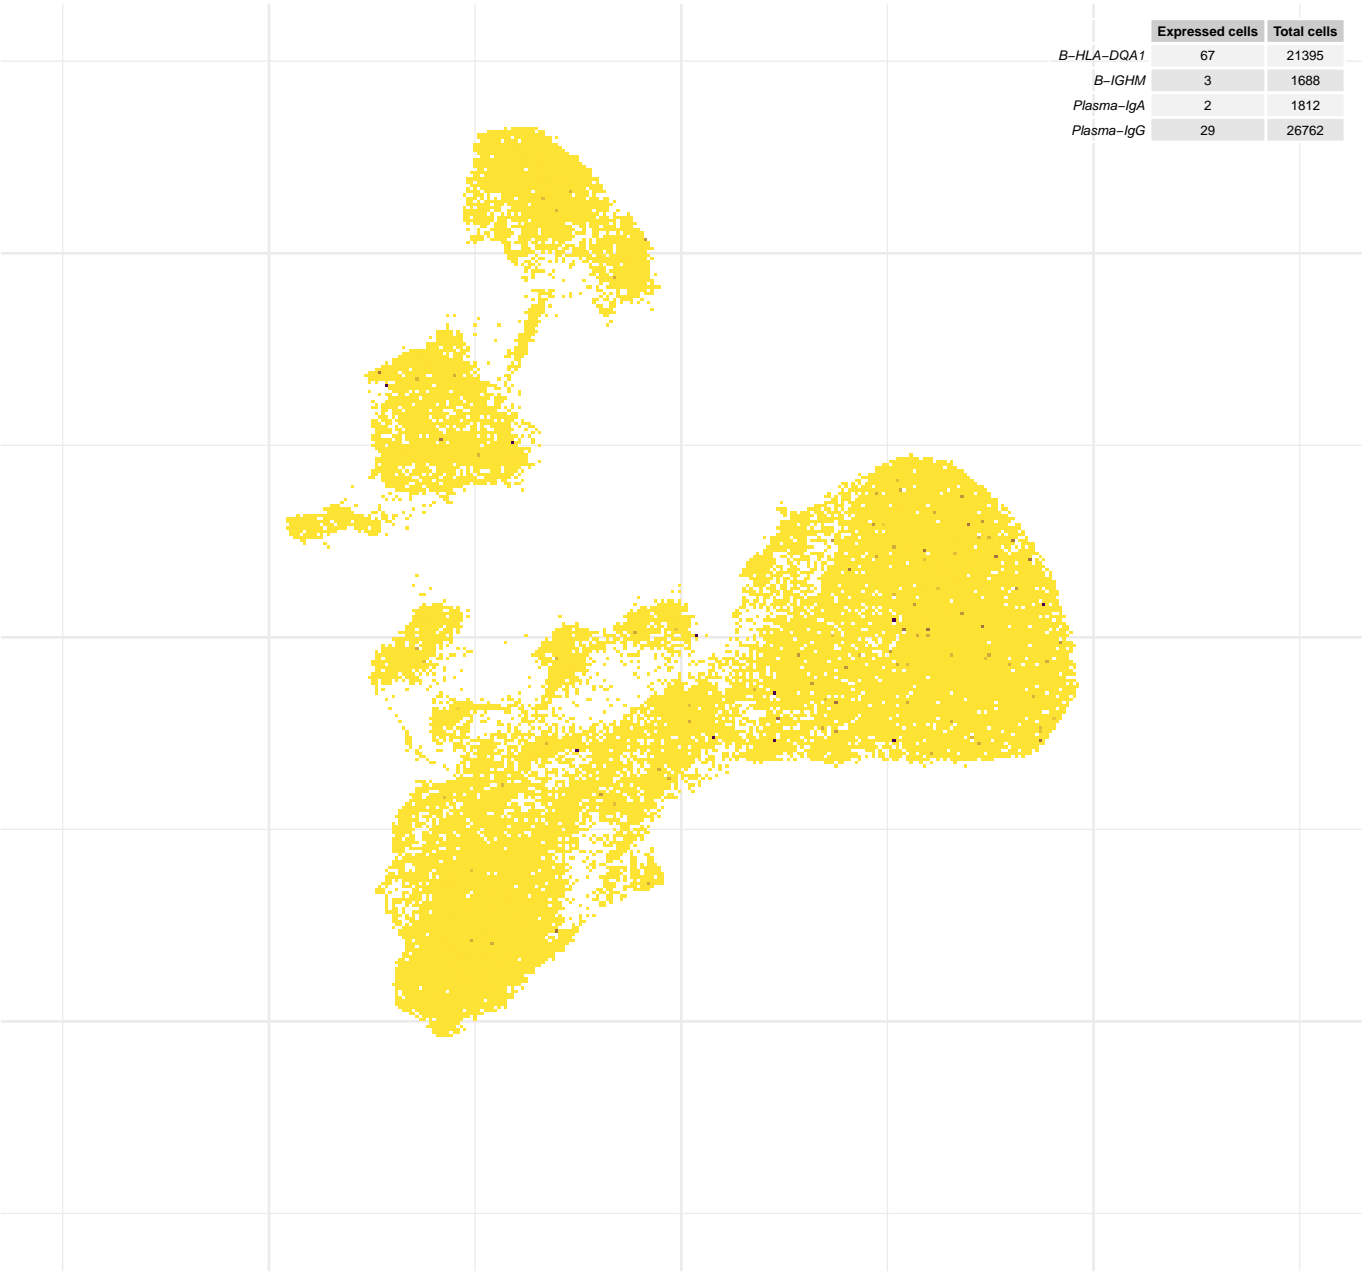 Expressed cells Total cells
B−HLA−DQA1 67 21395
B−IGHM 3 1688
Plasma−IgA 2 1812
Plasma−IgG 29 26762